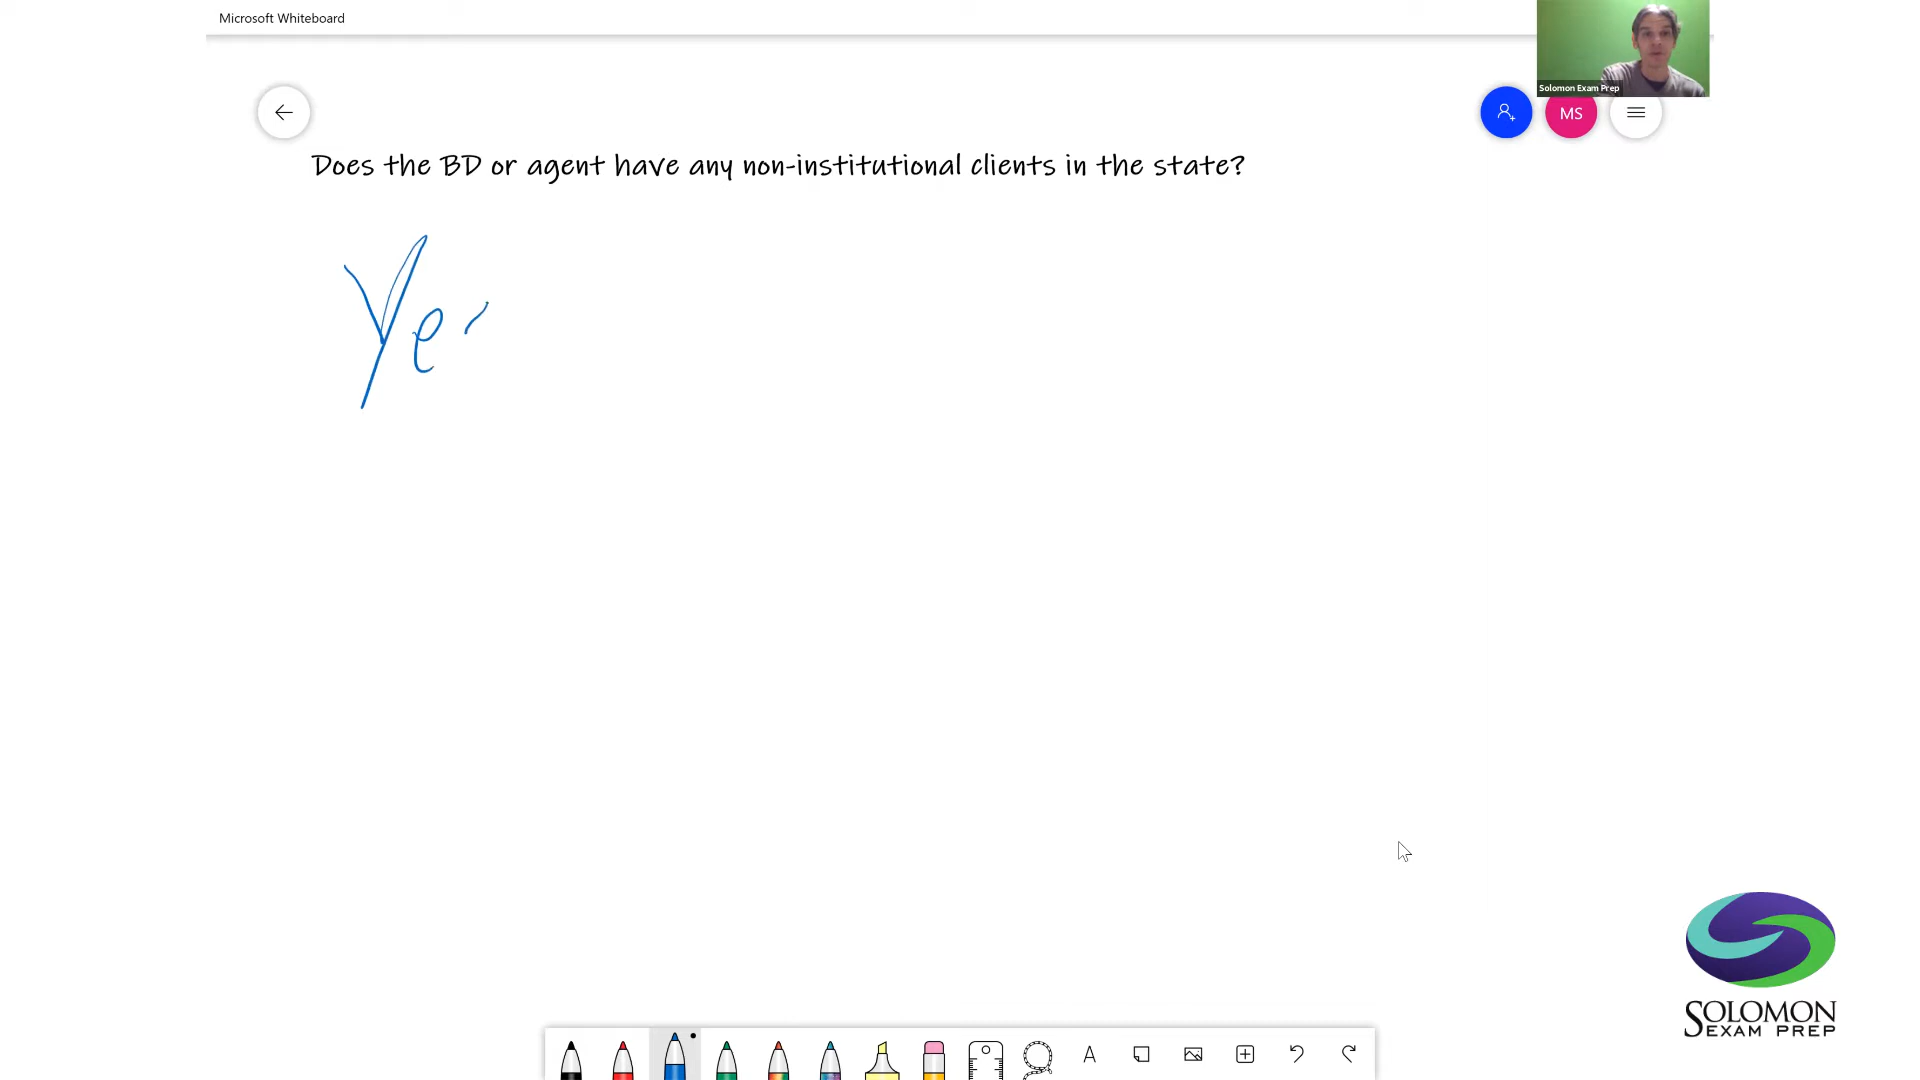 Microsoft Whiteboard
Solomon Exam Prep
MS
Does the BD or agent have any non-institutional clients in the state?
Ye
A
SOLOMON
EXAM PREP